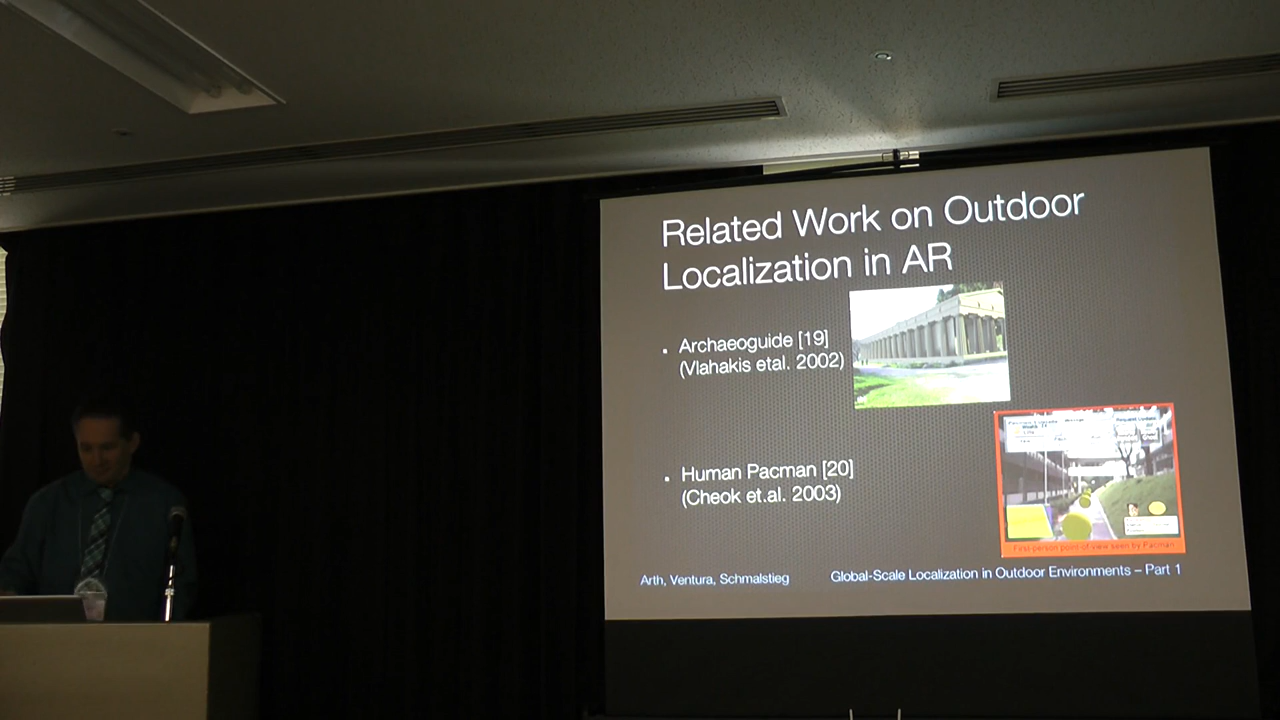 Related Work on Outdoor
Localization in AR
▪ Archaeoguide [19]
(Vlahakis etal. 2002)
▪ Human Pacman [20]
(Cheok et.al. 2003)
First-person point of view seen by Pacman
Arth, Ventura, Schmalstieg
Global-Scale Localization in Outdoor Environments – Part 1